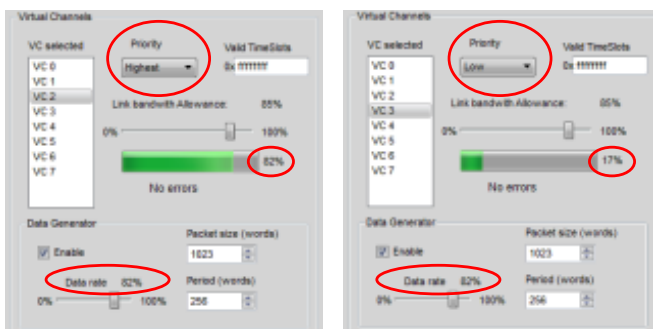 Virtual Channels
VC selected Priority Valid TimeSlots
VC 0
VC 1
VC 2
VC 3
VC 4
VC 5
VC 6
VC 7
Highest 0x ffffffff
Link bandwith Allowance: 85%
0% 100%
82%
No errors
Data Generator
Enable
Packet size (words)
1023
Data rate 82%
0% 100%
Period (words)
256
Virtual Channels
VC selected Priority Valid TimeSlots
VC 0
VC 1
VC 2
VC 3
VC 4
VC 5
VC 6
VC 7
Low 0x ffffffff
Link bandwith Allowance: 85%
0% 100%
17%
No errors
Data Generator
Enable
Packet size (words)
1023
Data rate 82%
0% 100%
Period (words)
256